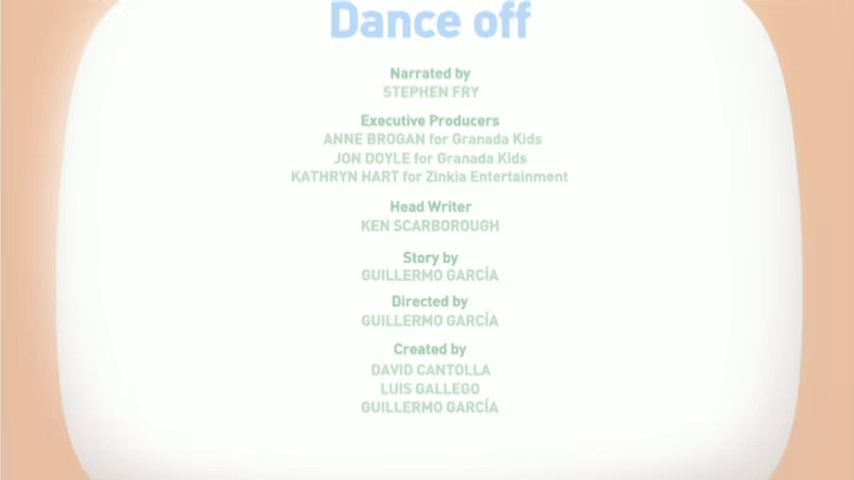 Dance off
Narrated by
STEPHEN FRY
Executive Producers
ANNE BROGAN for Granada Kids
JON DOYLE for Granada Kids
KATHRYN HART for Zinkia Entertainment
Head Writer
KEN SCARBOROUGH
Story by
GUILLERMO GARCÍA
Directed by
GUILLERMO GARCÍA
Created by
DAVID CANTOLLA
LUIS GALLEGO
GUILLERMO GARCÍA